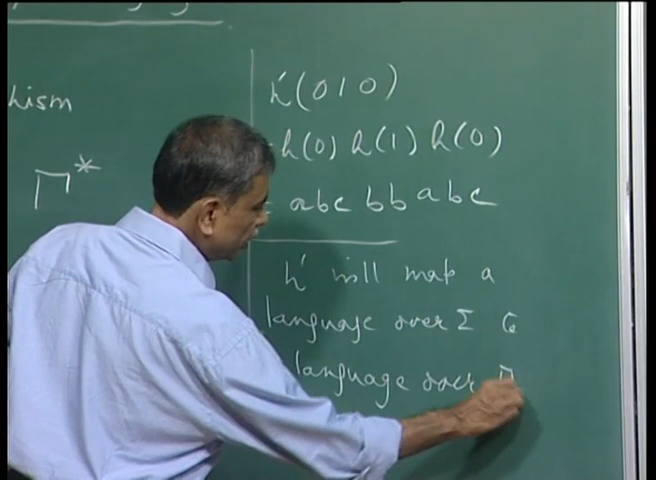 hism
Γ*
h'(010)
h(0) h(1) h(0)
= abc bb abc
h' will map a
language over Σ to
language over Γ